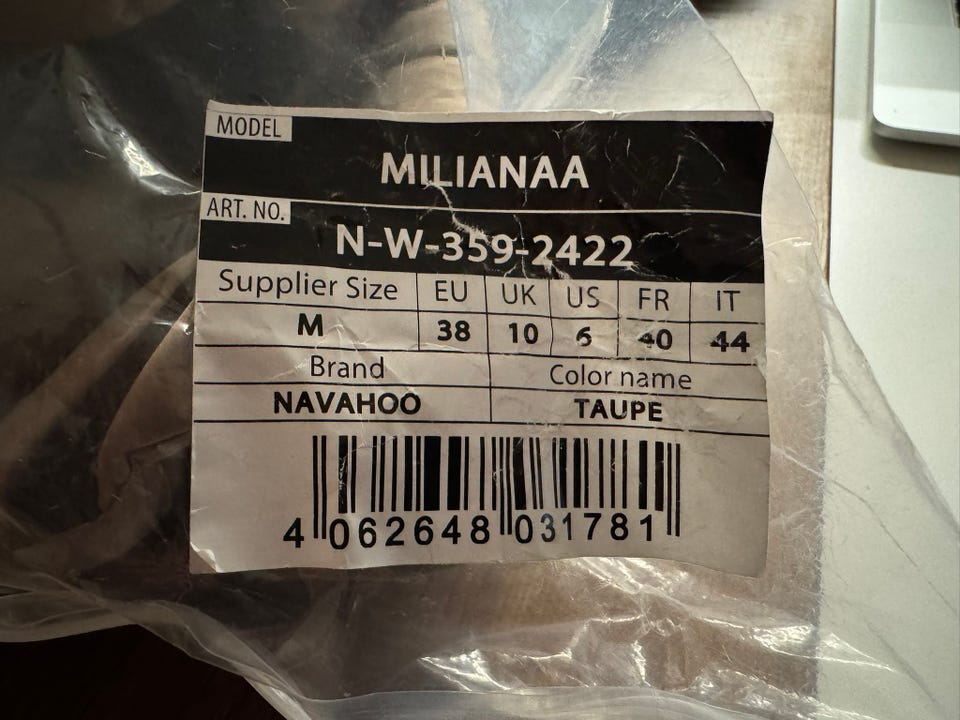 MODEL
MILIANAA
ART. NO.
N-W-359-2422
Supplier Size EU UK US FR IT
M 38 10 6 40 44
Brand Color name
NAVAHOO TAUPE
4 062648 031781